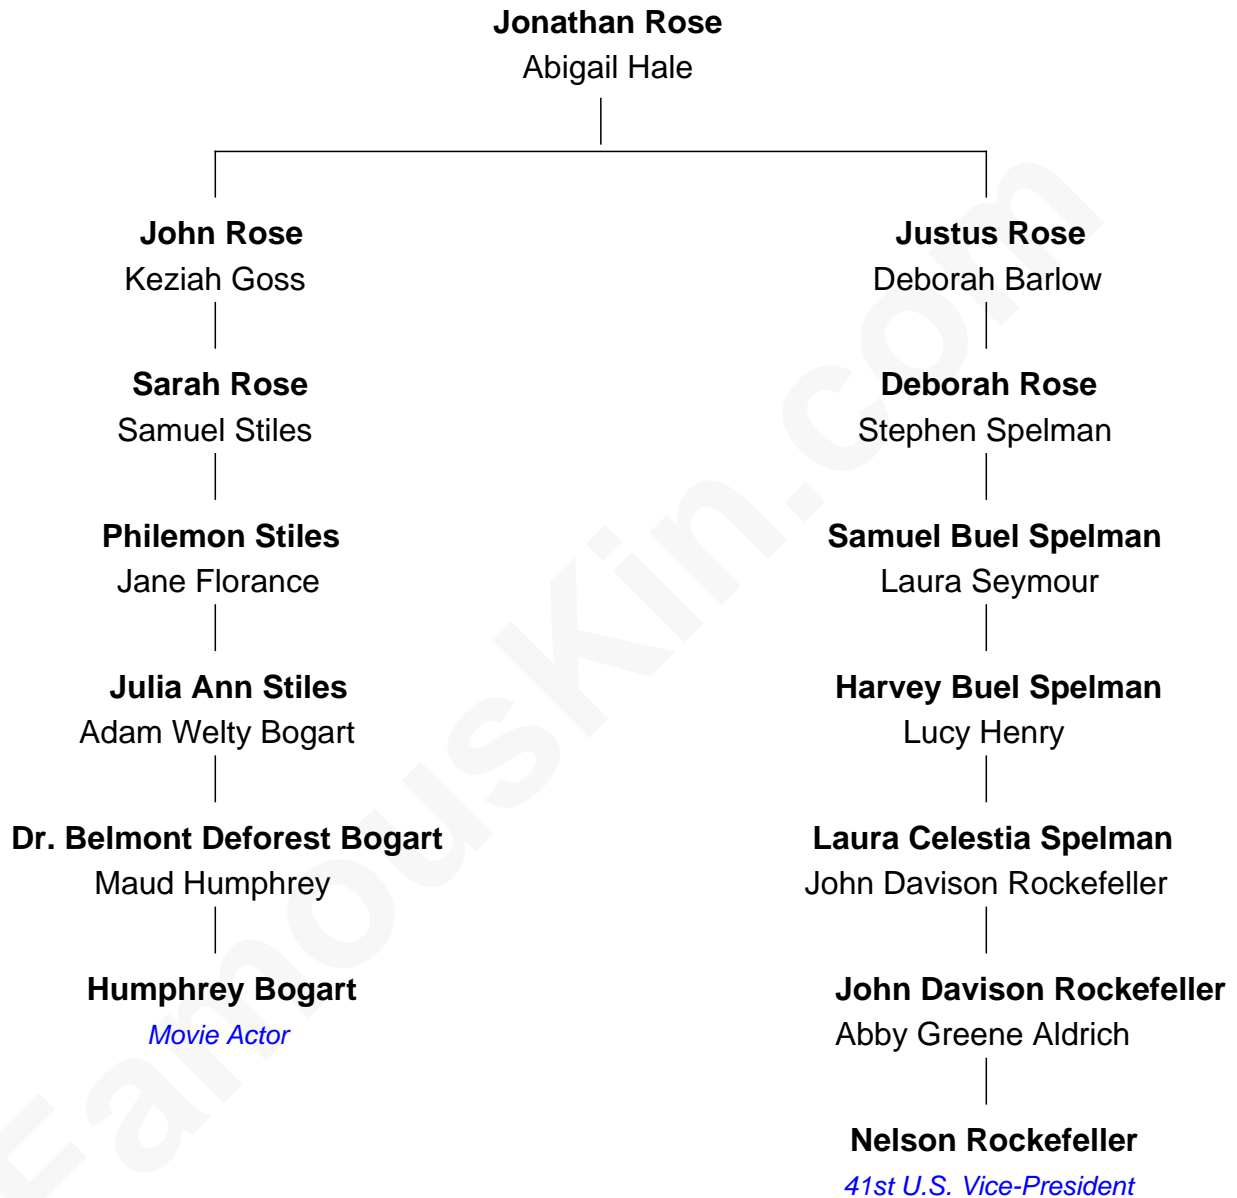 Jonathan Rose
Abigail Hale
John Rose
Keziah Goss
Justus Rose
Deborah Barlow
Sarah Rose
Samuel Stiles
Deborah Rose
Stephen Spelman
Philemon Stiles
Jane Florance
Samuel Buel Spelman
Laura Seymour
Julia Ann Stiles
Adam Welty Bogart
Harvey Buel Spelman
Lucy Henry
Dr. Belmont Deforest Bogart
Maud Humphrey
Laura Celestia Spelman
John Davison Rockefeller
Humphrey Bogart
Movie Actor
John Davison Rockefeller
Abby Greene Aldrich
Nelson Rockefeller
41st U.S. Vice-President
FamousKin.com